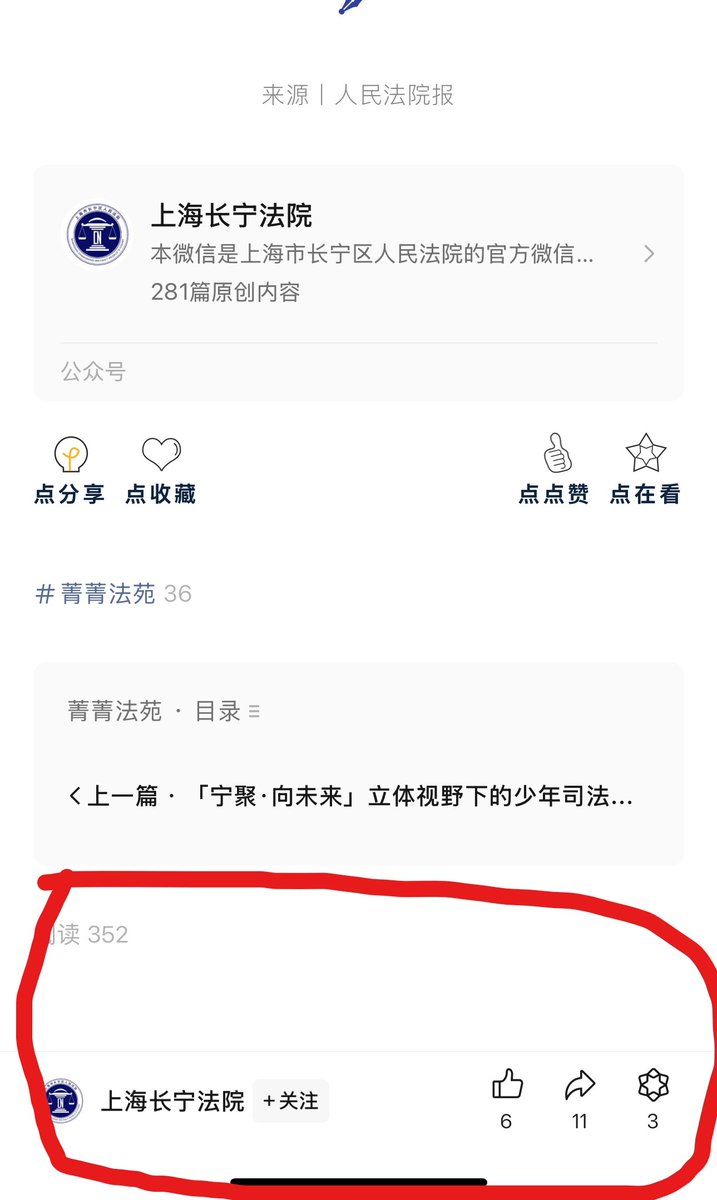 来源丨人民法院报
上海长宁法院
本微信是上海市长宁区人民法院的官方微信...
281篇原创内容
公众号
点分享 点收藏 点点赞 点在看
#菁菁法苑 36
菁菁法苑 · 目录
上一篇 · 「宁聚·向未来」立体视野下的少年司法...
阅读 352
上海长宁法院 +关注
6 11 3